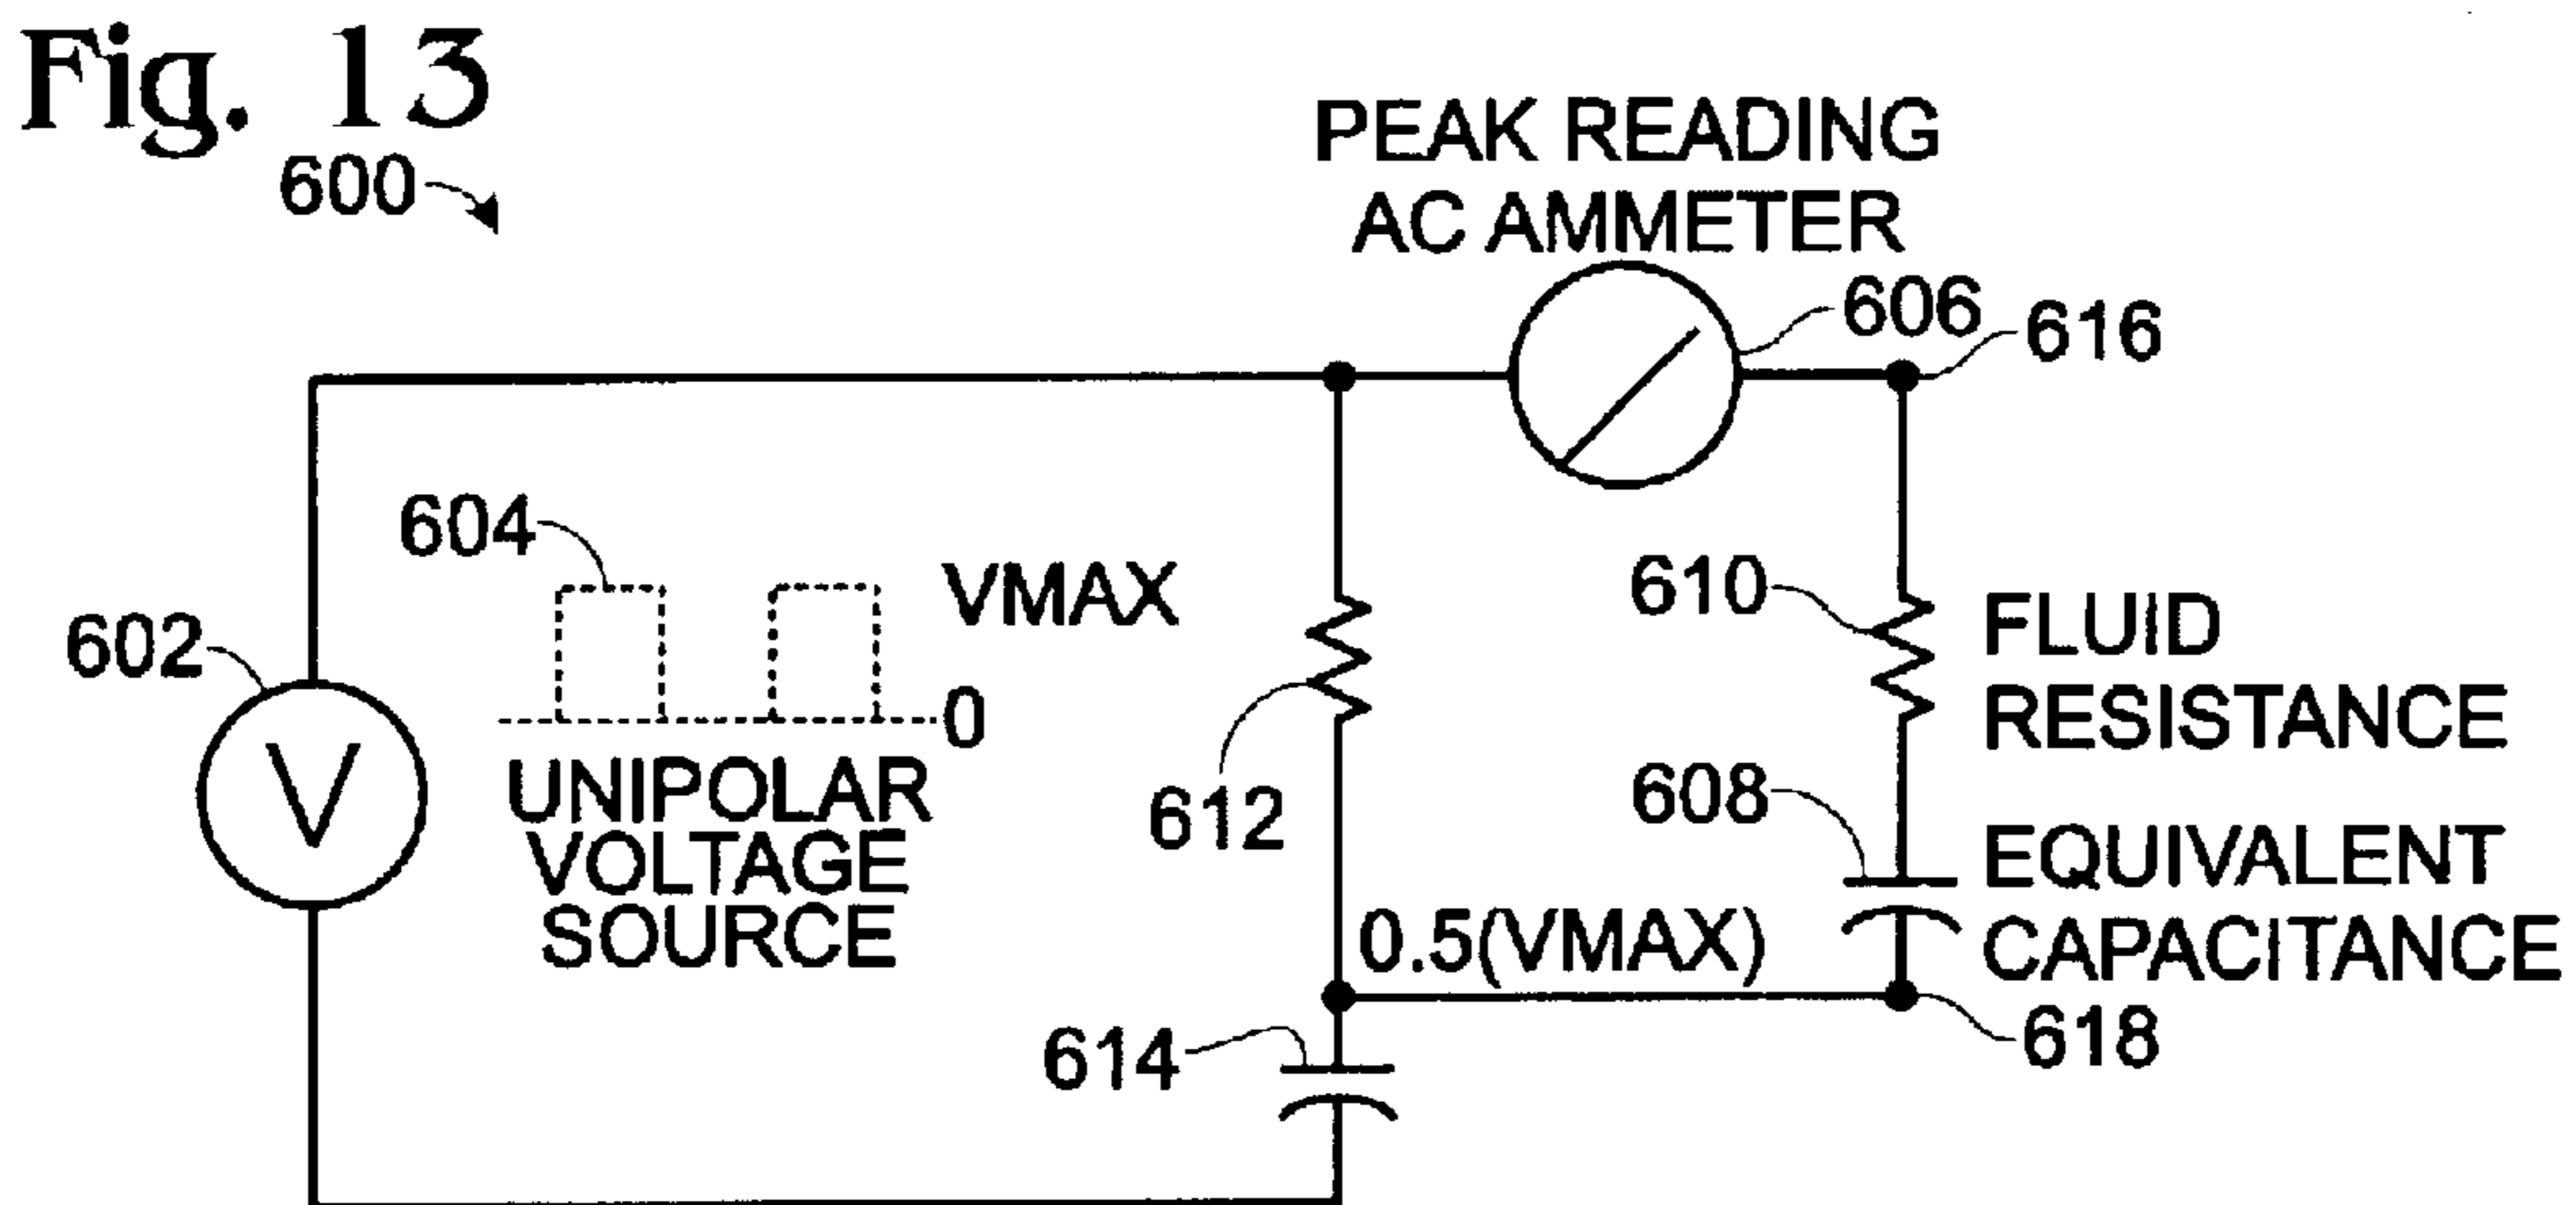 Fig. 13
600
PEAK READING
AC AMMETER
606
616
604
VMAX
602
0
610
FLUID
RESISTANCE
V
UNIPOLAR
VOLTAGE
SOURCE
612
608
EQUIVALENT
CAPACITANCE
0.5(VMAX)
614
618